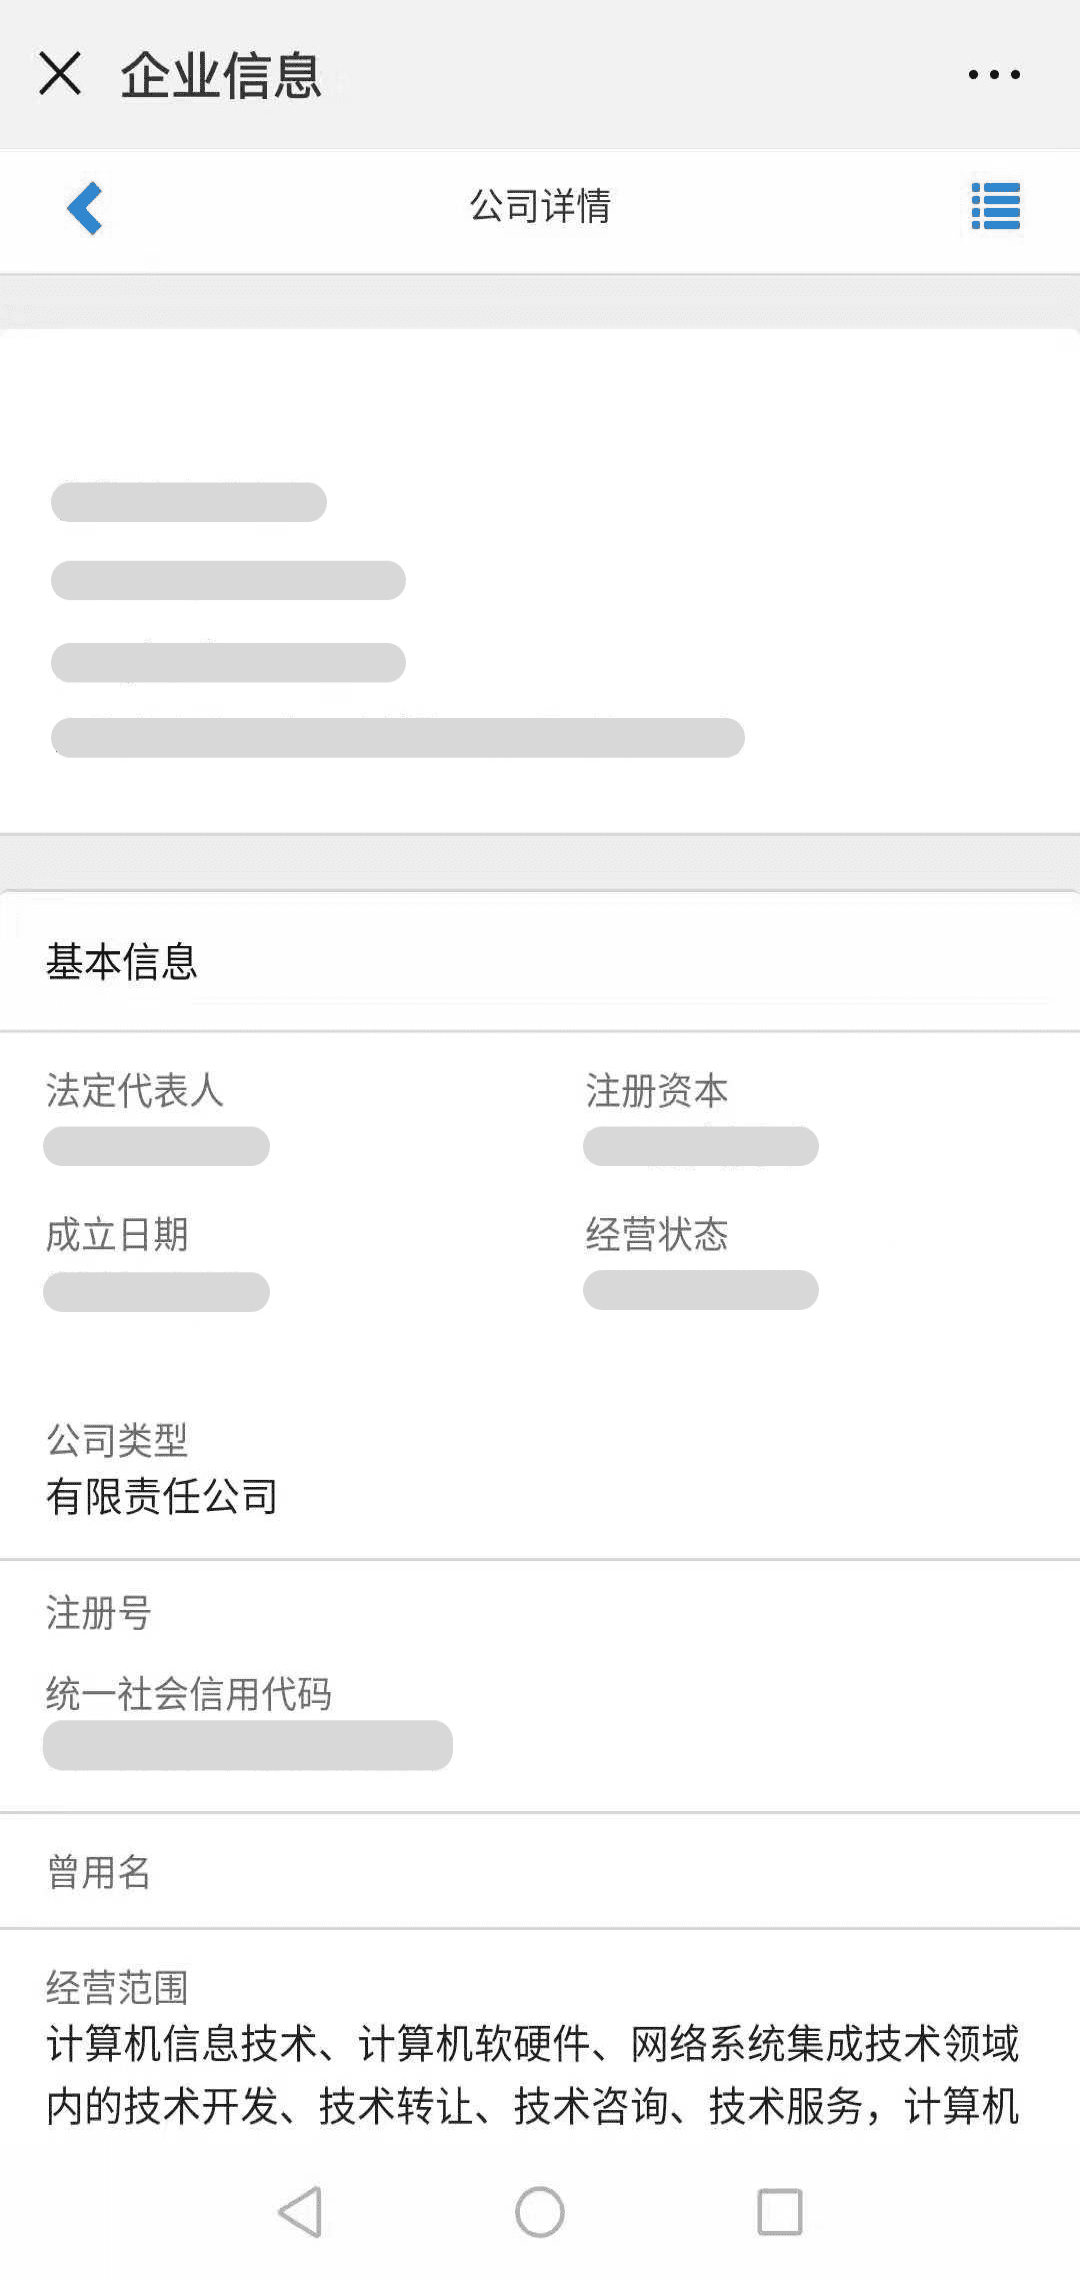 企业信息
公司详情
基本信息
法定代表人
注册资本
成立日期
经营状态
公司类型
有限责任公司
注册号
统一社会信用代码
曾用名
经营范围
计算机信息技术、计算机软硬件、网络系统集成技术领域
内的技术开发、技术转让、技术咨询、技术服务，计算机